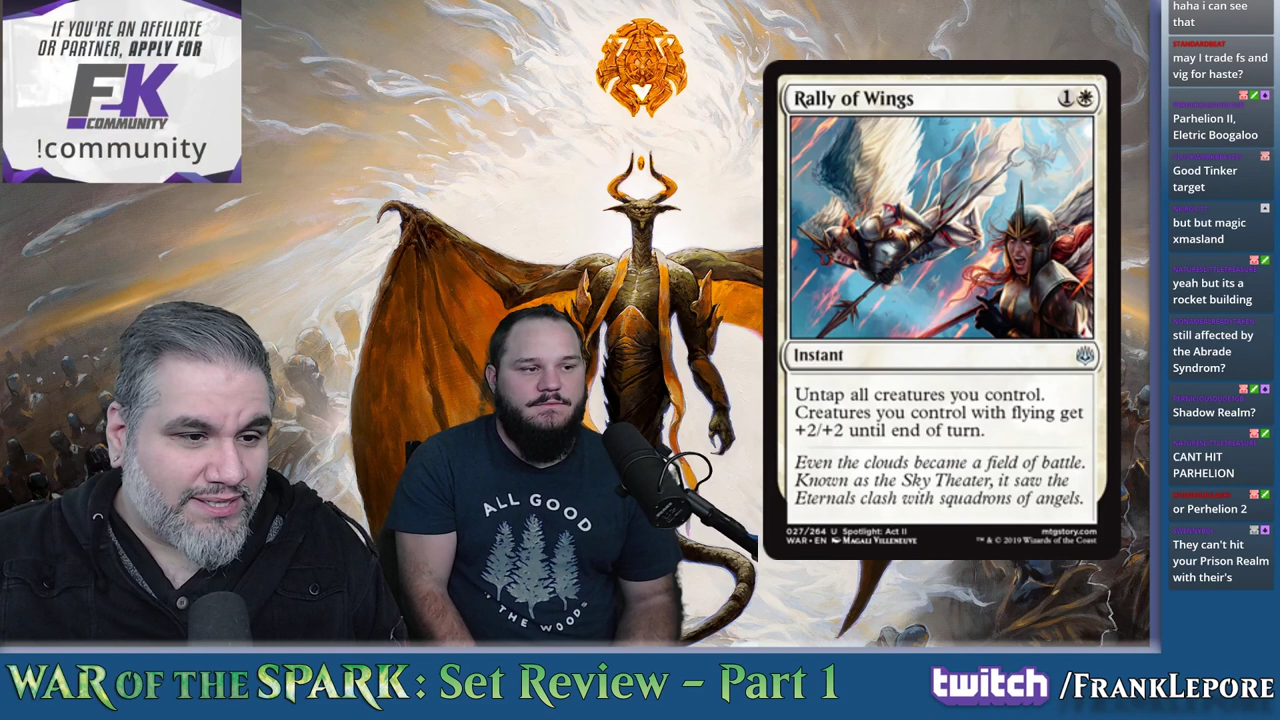 IF YOU'RE AN AFFILIATE
OR PARTNER, APPLY FOR
F2K
COMMUNITY
!community
Rally of Wings
1
Instant
Untap all creatures you control.
Creatures you control with flying get
+2/+2 until end of turn.
Even the clouds became a field of battle.
Known as the Sky Theater, it saw the
Eternals clash with squadrons of angels.
027/264 U Spotlight: Act II
mtgstory.com
WAR • EN MAGALI VILLENEUVE
™ & © 2019 Wizards of the Coast
ALL GOOD
THE WOODS
haha i can see
that
STANDARDBEAT
may I trade fs and
vig for haste?
Parhelion II,
Eletric Boogaloo
Good Tinker
target
but but magic
xmasland
NATURESLITTLETREASURE
yeah but its a
rocket building
still affected by
the Abrade
Syndrom?
Shadow Realm?
NATURESLITTLETREASURE
CANT HIT
PARHELION
or Perhelion 2
They can't hit
your Prison Realm
with their's
WAR OF THE SPARK: Set Review - Part 1
twitch /FRANKLEPORE